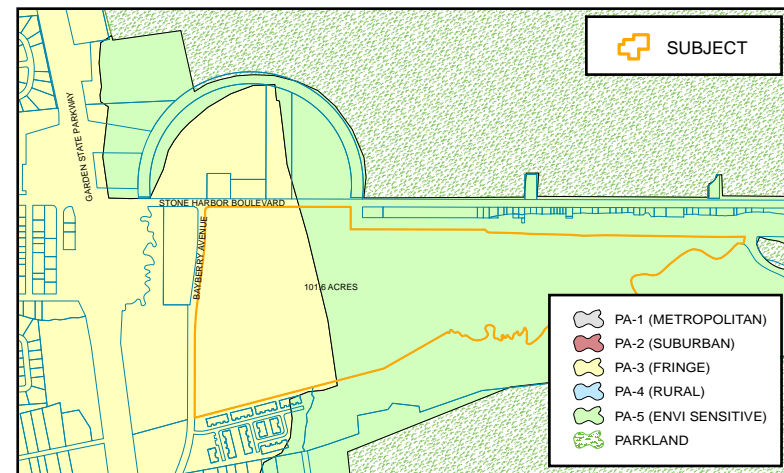 SUBJECT
GARDEN STATE PARKWAY
STONE HARBOR BOULEVARD
BAYBERRY AVENUE
101.6 ACRES
PA-1 (METROPOLITAN)
PA-2 (SUBURBAN)
PA-3 (FRINGE)
PA-4 (RURAL)
PA-5 (ENVI SENSITIVE)
PARKLAND